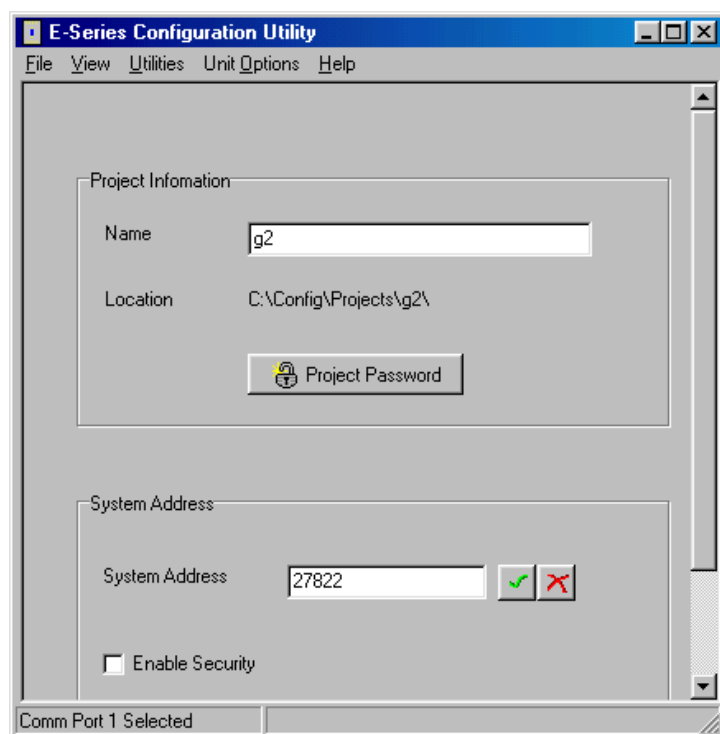 E-Series Configuration Utility
File View Utilities Unit Options Help
Project Infomation
Name g2
Location C:\Config\Projects\g2\
Project Password
System Address
System Address 27822
Enable Security
Comm Port 1 Selected